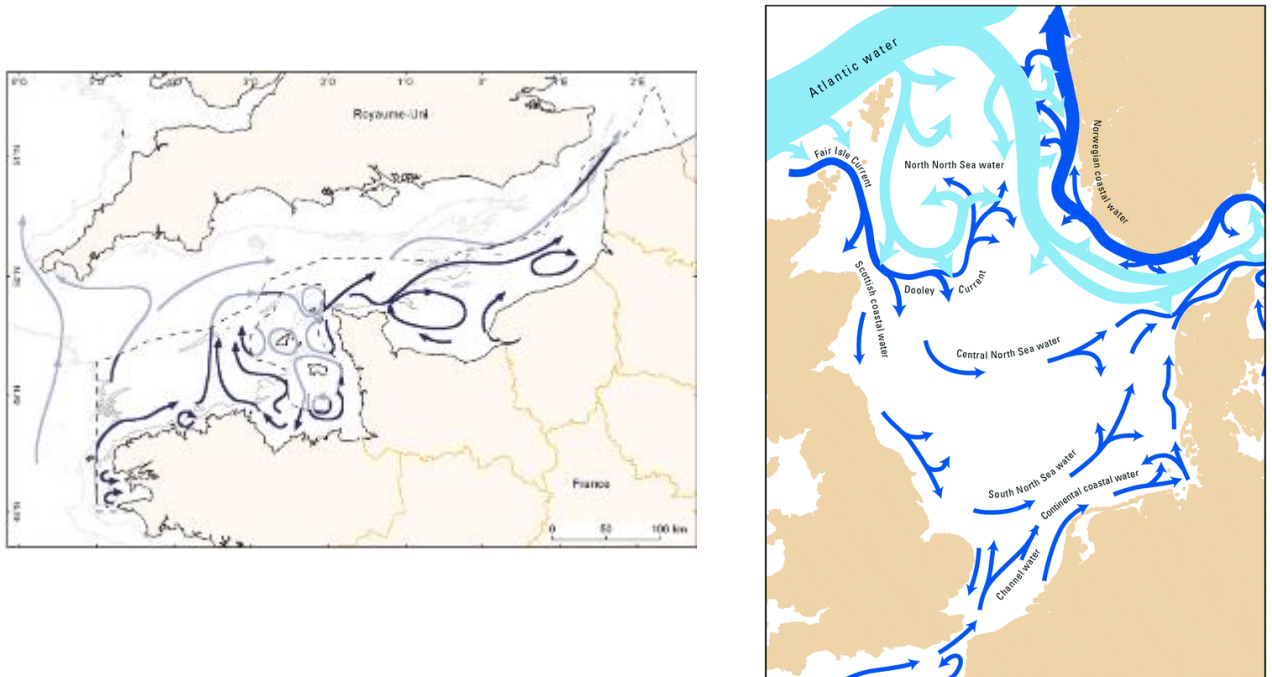 Royaume-Uni
France
0
50
100 km
Atlantic water
Fair Isle Current
North North Sea water
Norwegian coastal water
Scottish coastal water
Dooley Current
Central North Sea water
South North Sea water
Continental coastal water
Channel water